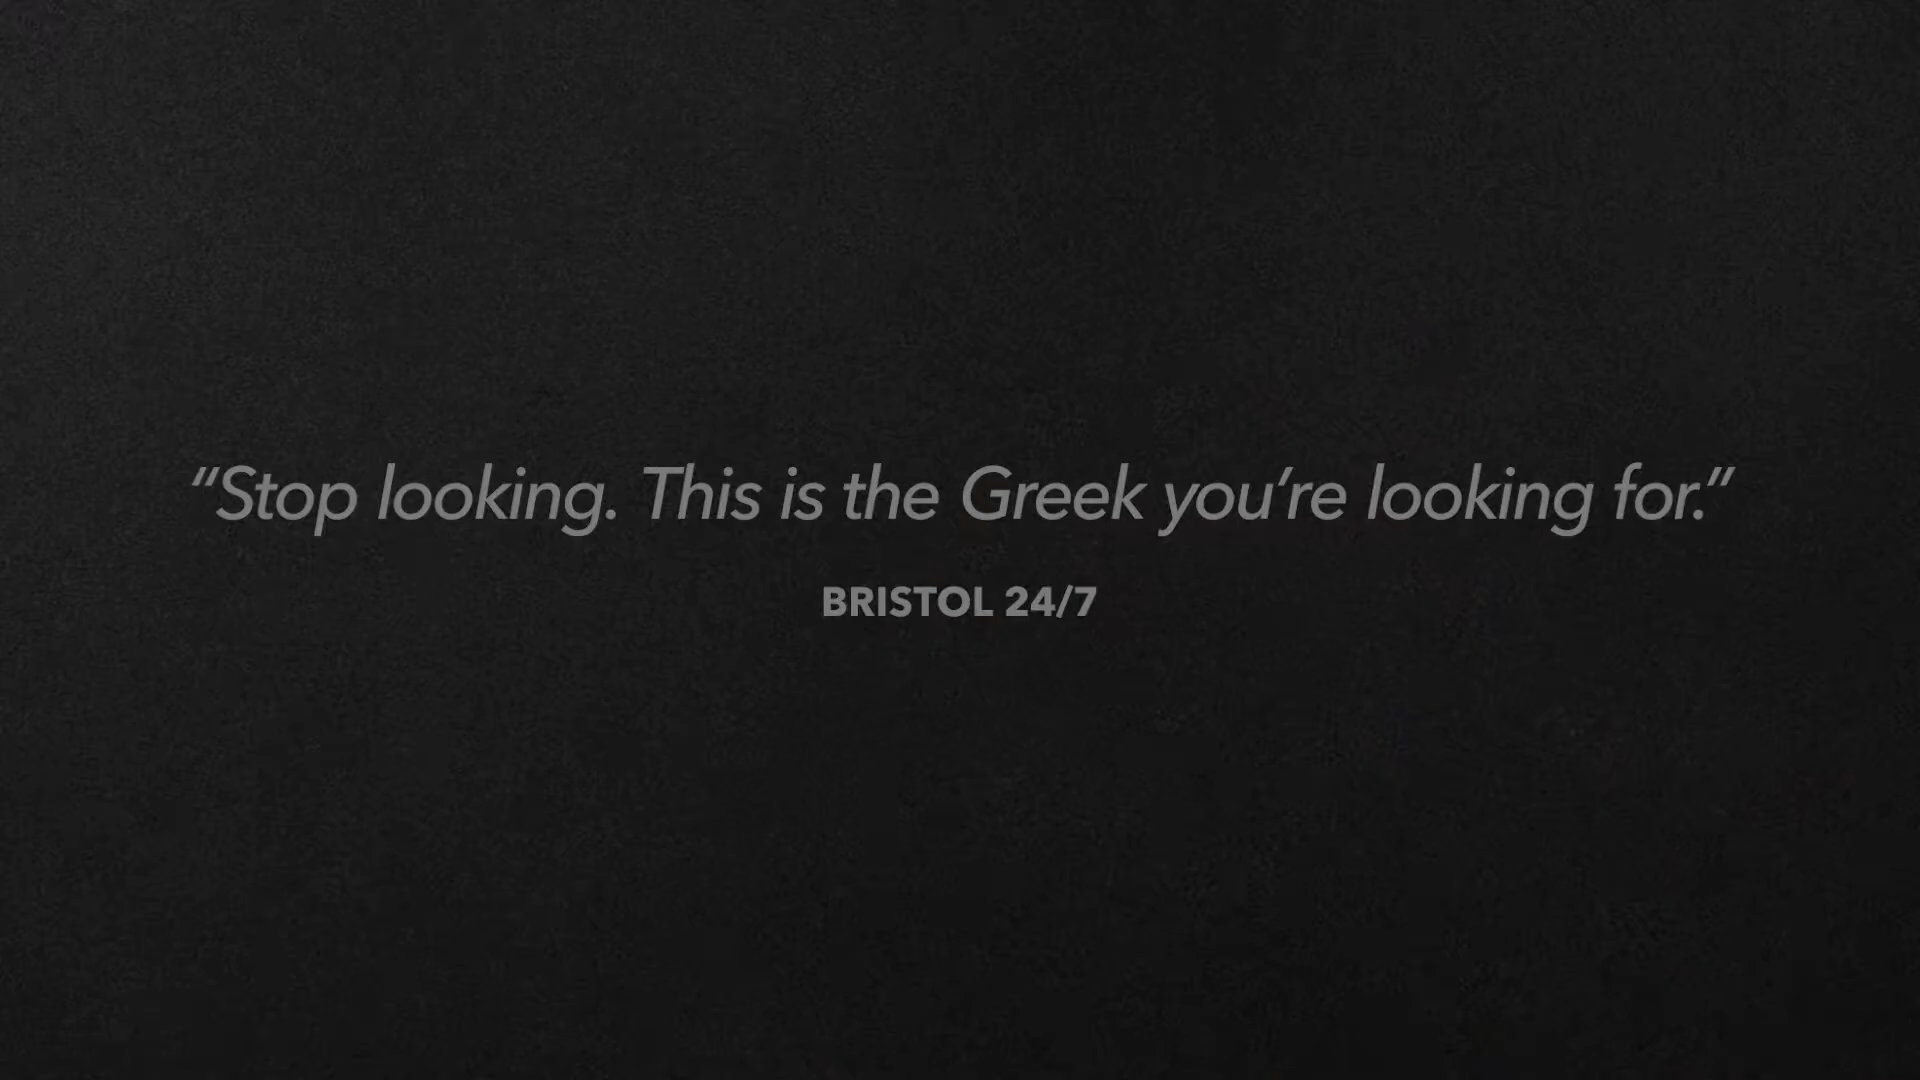 “Stop looking. This is the Greek you’re looking for.”
BRISTOL 24/7